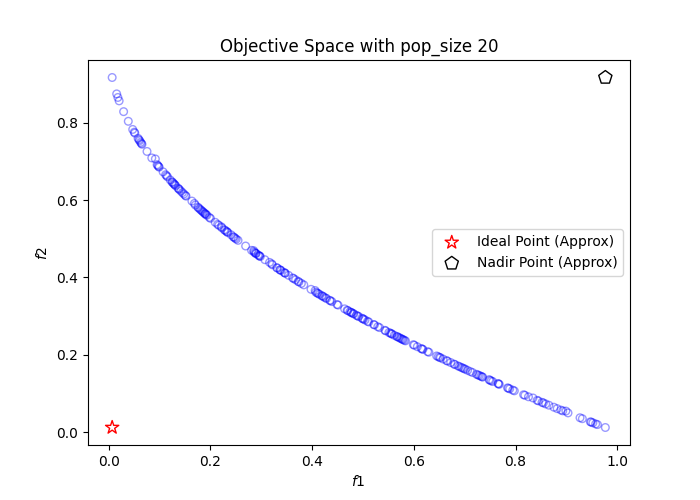 Objective Space with pop_size 20
f2
0.8
0.6
0.4
0.2
0.0
Ideal Point (Approx)
Nadir Point (Approx)
0.0 0.2 0.4 0.6 0.8 1.0
f1